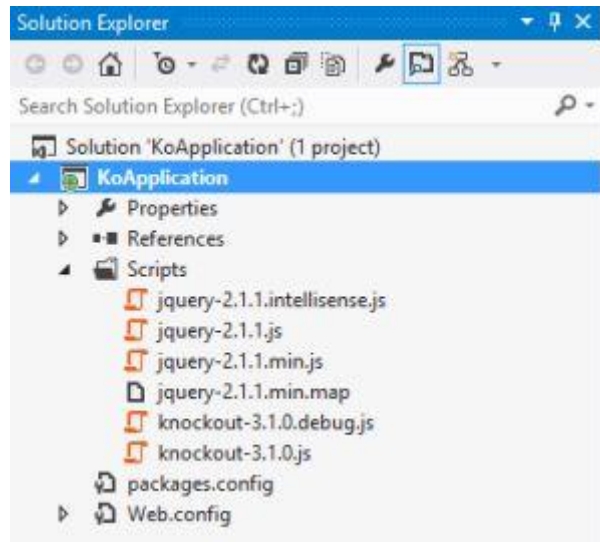 Solution Explorer
Search Solution Explorer (Ctrl+;)
Solution 'KoApplication' (1 project)
KoApplication
Properties
References
Scripts
jquery-2.1.1.intellisense.js
jquery-2.1.1.js
jquery-2.1.1.min.js
jquery-2.1.1.min.map
knockout-3.1.0.debug.js
knockout-3.1.0.js
packages.config
Web.config